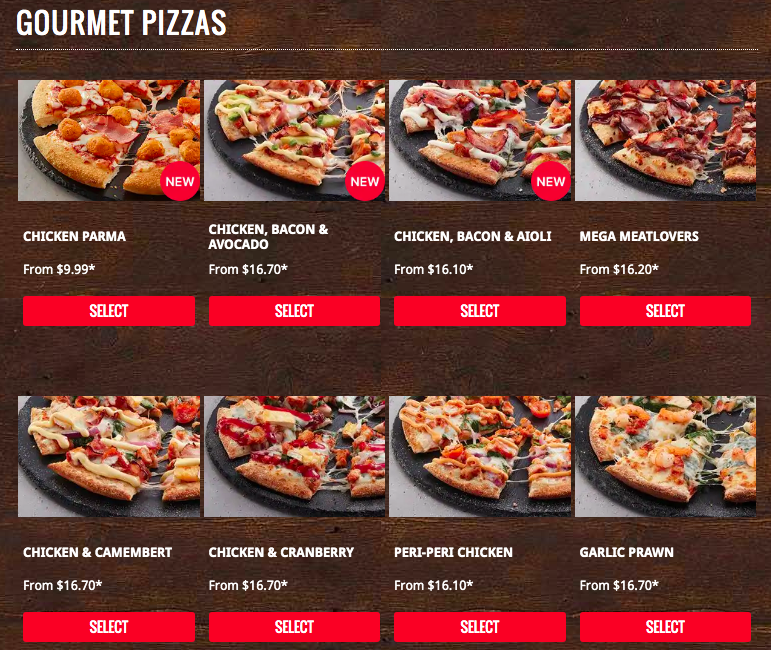 GOURMET PIZZAS
NEW
NEW
NEW
CHICKEN PARMA
CHICKEN, BACON &
AVOCADO
CHICKEN, BACON & AIOLI
MEGA MEATLOVERS
From $9.99*
From $16.70*
From $16.10*
From $16.20*
SELECT
SELECT
SELECT
SELECT
CHICKEN & CAMEMBERT
CHICKEN & CRANBERRY
PERI-PERI CHICKEN
GARLIC PRAWN
From $16.70*
From $16.70*
From $16.10*
From $16.70*
SELECT
SELECT
SELECT
SELECT